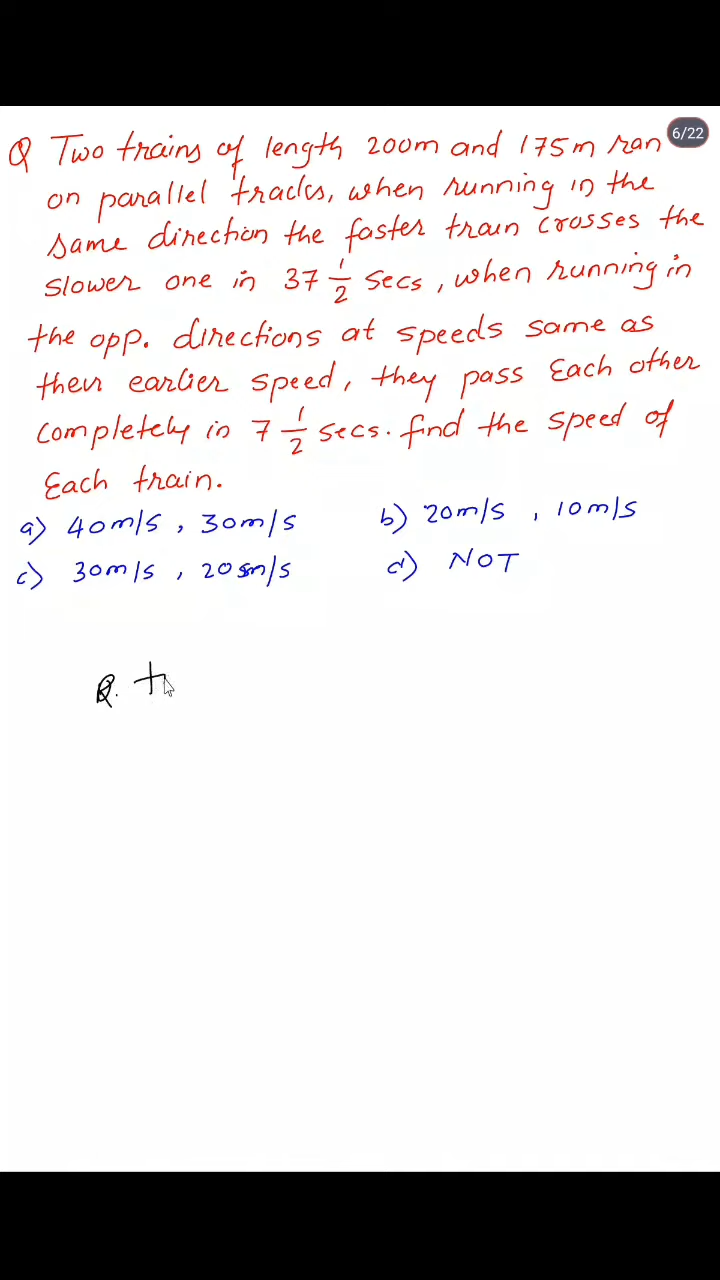 6/22
Q Two trains of length 200m and 175m ran
on parallel tracks, when running in the
same direction the faster train crosses the
slower one in 37 1/2 secs, when running in
the opp. directions at speeds same as
their earlier speed, they pass Each other
completely in 7 1/2 secs. find the speed of
Each train.
a) 40m/s, 30m/s b) 20m/s, 10m/s
c) 30m/s, 20m/s d) NOT
R. t